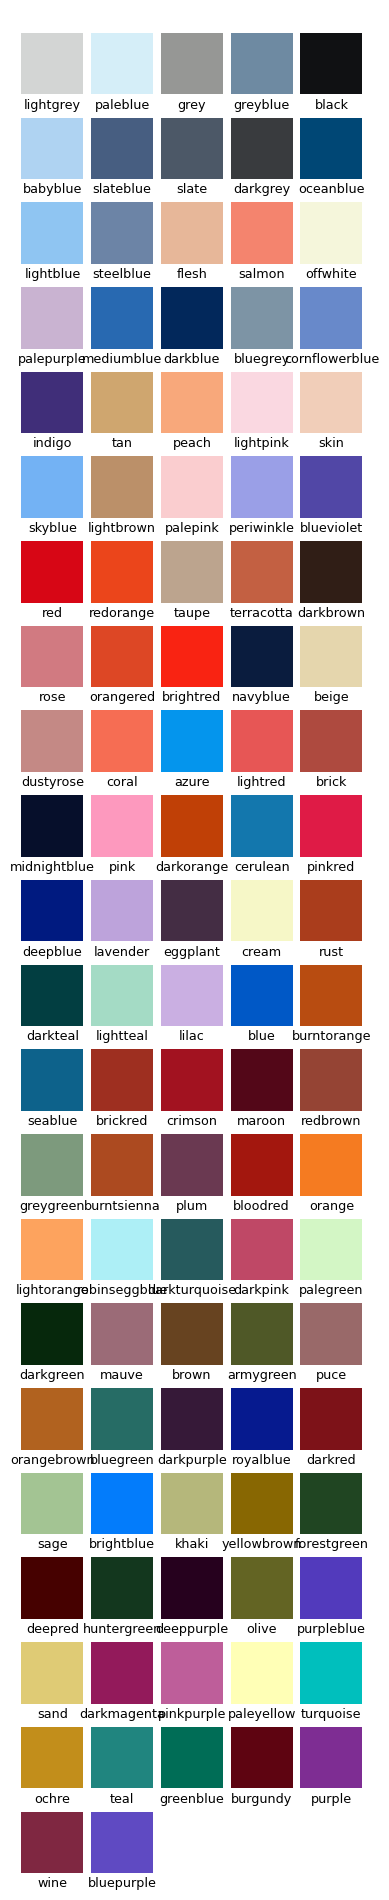 lightgrey paleblue grey greyblue black
babyblue slateblue slate darkgrey oceanblue
lightblue steelblue flesh salmon offwhite
palepurple mediumblue darkblue bluegrey cornflowerblue
indigo tan peach lightpink skin
skyblue lightbrown palepink periwinkle blueviolet
red redorange taupe terracotta darkbrown
rose orangered brightred navyblue beige
dustyrose coral azure lightred brick
midnightblue pink darkorange cerulean pinkred
deepblue lavender eggplant cream rust
darkteal lightteal lilac blue burntorange
seablue brickred crimson maroon redbrown
greygreen burntsienna plum bloodred orange
lightorange robinseggblue darkturquoise darkpink palegreen
darkgreen mauve brown armygreen puce
orangebrown bluegreen darkpurple royalblue darkred
sage brightblue khaki yellowbrown forestgreen
deepred huntergreen deeppurple olive purpleblue
sand darkmagenta pinkpurple paleyellow turquoise
ochre teal greenblue burgundy purple
wine bluepurple